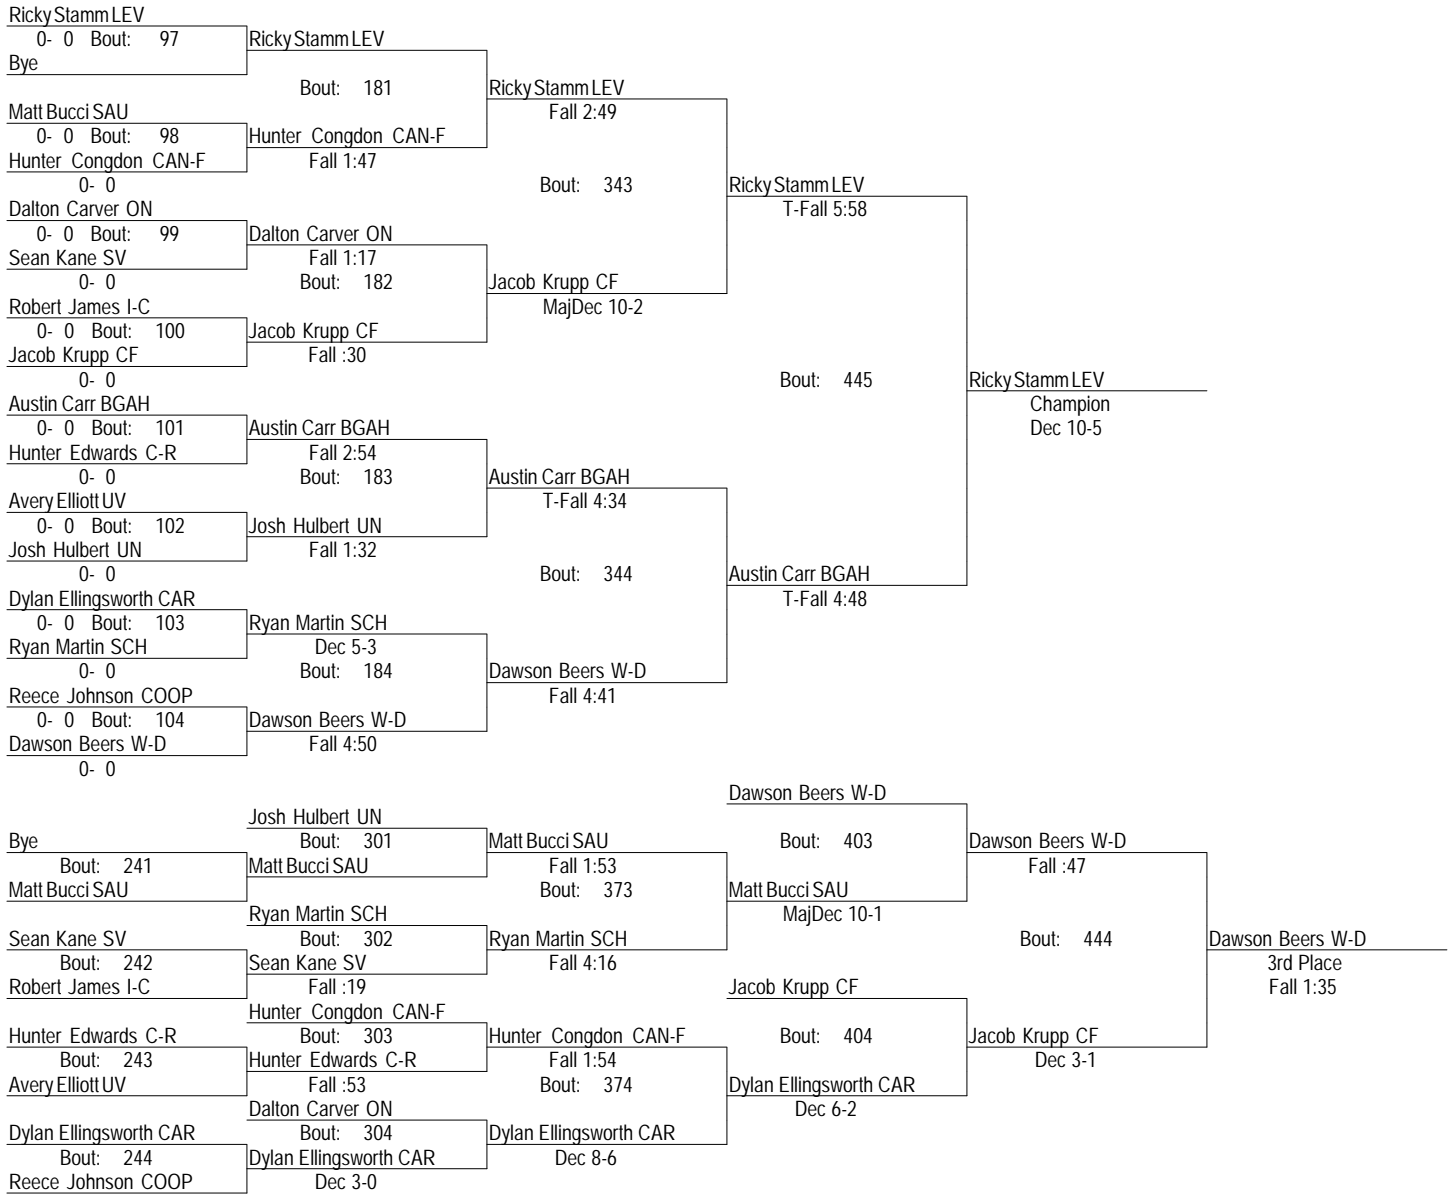 Ricky Stamm LEV
0- 0 Bout: 97 Ricky Stamm LEV
Bye
Bout: 181 Ricky Stamm LEV
Matt Bucci SAU Fall 2:49
0- 0 Bout: 98 Hunter Congdon CAN-F
Hunter Congdon CAN-F Fall 1:47
0- 0 Bout: 343 Ricky Stamm LEV
Dalton Carver ON T-Fall 5:58
0- 0 Bout: 99 Dalton Carver ON
Sean Kane SV Fall 1:17
0- 0 Bout: 182 Jacob Krupp CF
Robert James I-C MajDec 10-2
0- 0 Bout: 100 Jacob Krupp CF
Jacob Krupp CF Fall :30
0- 0 Bout: 445 Ricky Stamm LEV
Austin Carr BGAH Champion
0- 0 Bout: 101 Austin Carr BGAH Dec 10-5
Hunter Edwards C-R Fall 2:54
0- 0 Bout: 183 Austin Carr BGAH
Avery Elliott UV T-Fall 4:34
0- 0 Bout: 102 Josh Hulbert UN
Josh Hulbert UN Fall 1:32
0- 0 Bout: 344 Austin Carr BGAH
Dylan Ellingsworth CAR T-Fall 4:48
0- 0 Bout: 103 Ryan Martin SCH
Ryan Martin SCH Dec 5-3
0- 0 Bout: 184 Dawson Beers W-D
Reece Johnson COOP Fall 4:41
0- 0 Bout: 104 Dawson Beers W-D
Dawson Beers W-D Fall 4:50
0- 0
Dawson Beers W-D
Josh Hulbert UN
Bye Bout: 301 Matt Bucci SAU Bout: 403 Dawson Beers W-D
Bout: 241 Matt Bucci SAU Fall 1:53 Fall :47
Matt Bucci SAU Bout: 373 Matt Bucci SAU
Ryan Martin SCH MajDec 10-1
Sean Kane SV Bout: 302 Ryan Martin SCH Bout: 444 Dawson Beers W-D
Bout: 242 Sean Kane SV Fall 4:16 3rd Place
Robert James I-C Fall :19 Jacob Krupp CF Fall 1:35
Hunter Congdon CAN-F
Hunter Edwards C-R Bout: 303 Hunter Congdon CAN-F Bout: 404 Jacob Krupp CF
Bout: 243 Hunter Edwards C-R Fall 1:54 Dec 3-1
Avery Elliott UV Fall :53 Bout: 374 Dylan Ellingsworth CAR
Dalton Carver ON Dec 6-2
Dylan Ellingsworth CAR Bout: 304 Dylan Ellingsworth CAR
Bout: 244 Dylan Ellingsworth CAR Dec 8-6
Reece Johnson COOP Dec 3-0